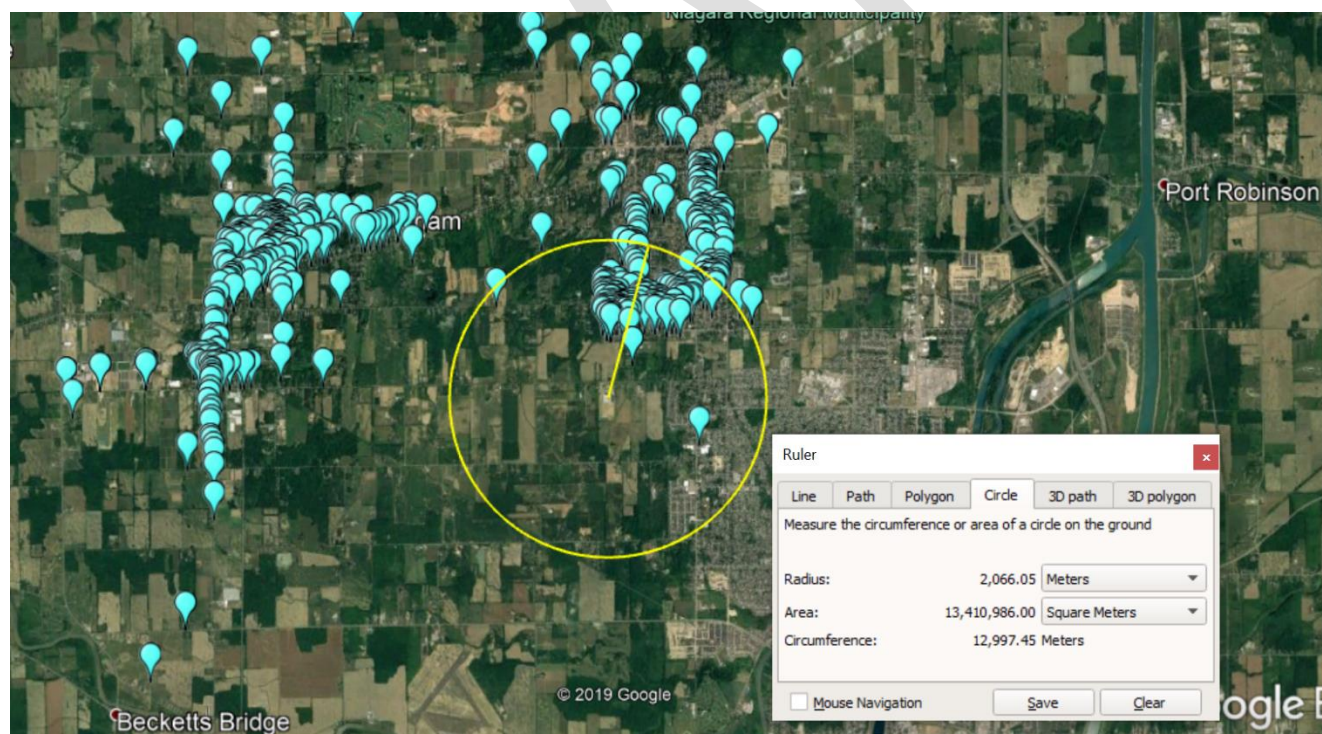 Niagara Regional Municipality
am
Port Robinson
Ruler
Line Path Polygon Circle 3D path 3D polygon
Measure the circumference or area of a circle on the ground
Radius: 2,066.05 Meters
Area: 13,410,986.00 Square Meters
Circumference: 12,997.45 Meters
Mouse Navigation Save Clear
© 2019 Google
ogle E
Becketts Bridge